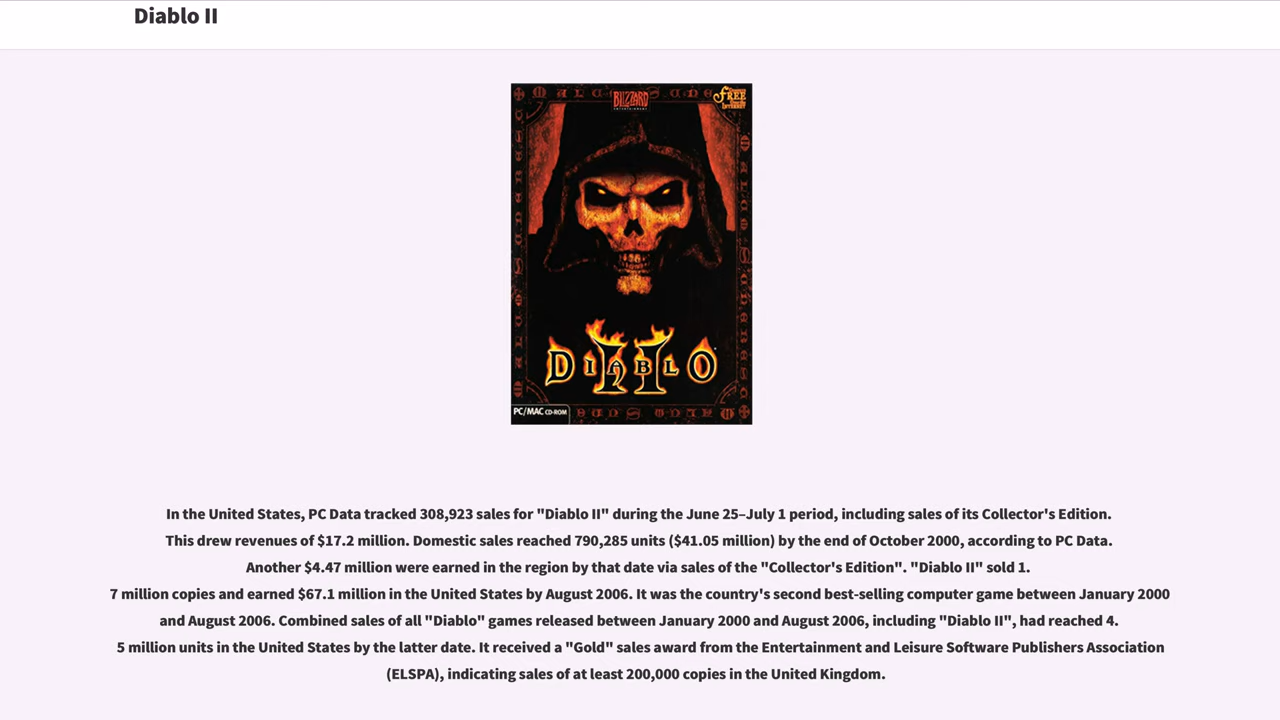 Diablo II
BLIZZARD
ENTERTAINMENT
FREE
INTERNET
DIABLO
II
PC/MAC CD-ROM
In the United States, PC Data tracked 308,923 sales for "Diablo II" during the June 25–July 1 period, including sales of its Collector's Edition.
This drew revenues of $17.2 million. Domestic sales reached 790,285 units ($41.05 million) by the end of October 2000, according to PC Data.
Another $4.47 million were earned in the region by that date via sales of the "Collector's Edition". "Diablo II" sold 1.
7 million copies and earned $67.1 million in the United States by August 2006. It was the country's second best-selling computer game between January 2000
and August 2006. Combined sales of all "Diablo" games released between January 2000 and August 2006, including "Diablo II", had reached 4.
5 million units in the United States by the latter date. It received a "Gold" sales award from the Entertainment and Leisure Software Publishers Association
(ELSPA), indicating sales of at least 200,000 copies in the United Kingdom.